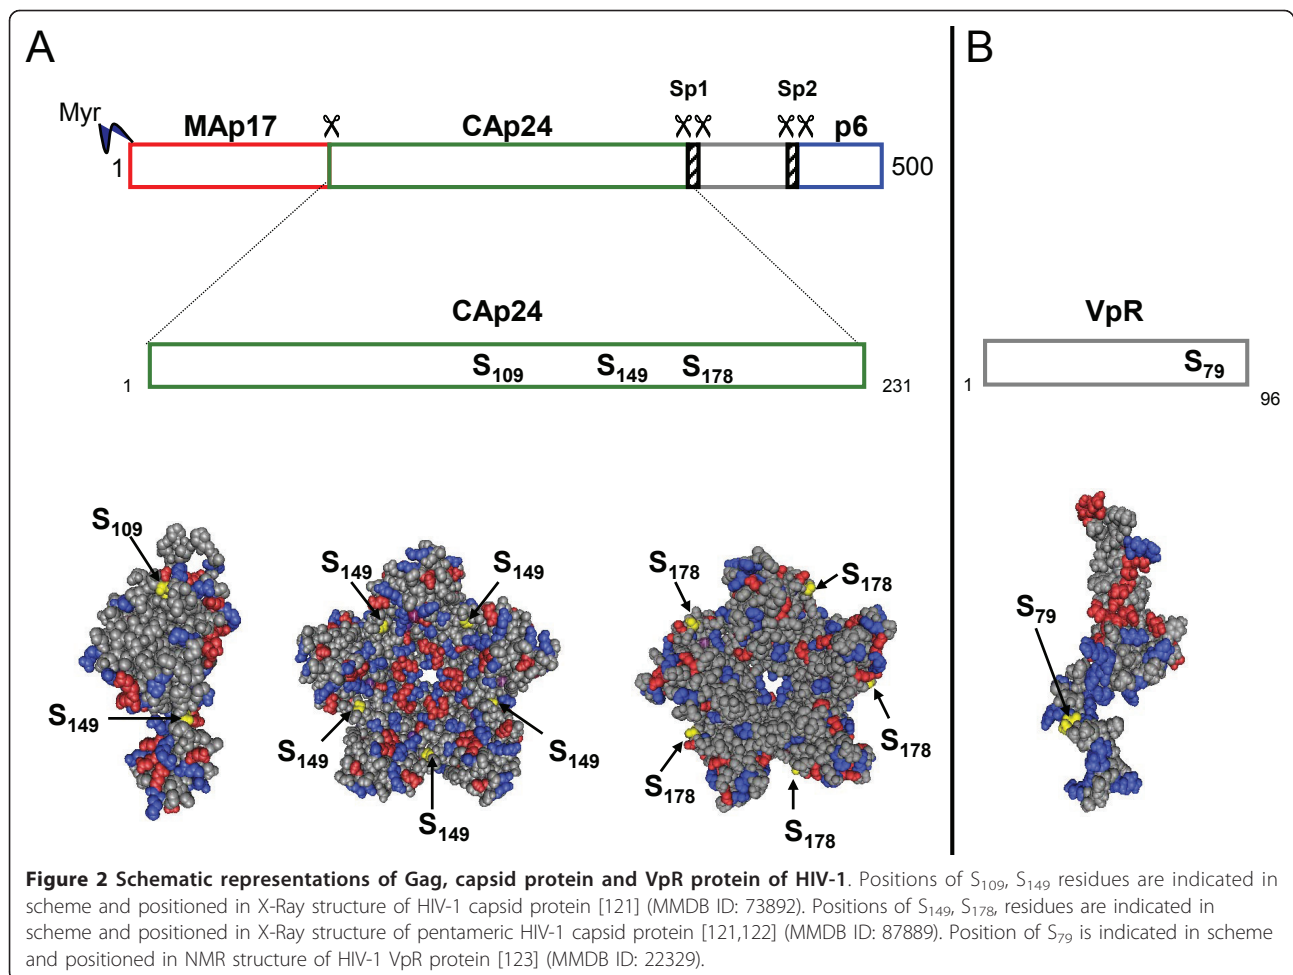 A
B
Sp1
Sp2
Myr
MAp17
CAp24
p6
1
500
CAp24
S109
S149
S178
1
231
VpR
S79
1
96
S109
S149
S149
S149
S149
S149
S149
S178
S178
S178
S178
S178
S79
Figure 2 Schematic representations of Gag, capsid protein and VpR protein of HIV-1. Positions of S109, S149 residues are indicated in
scheme and positioned in X-Ray structure of HIV-1 capsid protein [121] (MMDB ID: 73892). Positions of S149, S178, residues are indicated in
scheme and positioned in X-Ray structure of pentameric HIV-1 capsid protein [121,122] (MMDB ID: 87889). Position of S79 is indicated in scheme
and positioned in NMR structure of HIV-1 VpR protein [123] (MMDB ID: 22329).